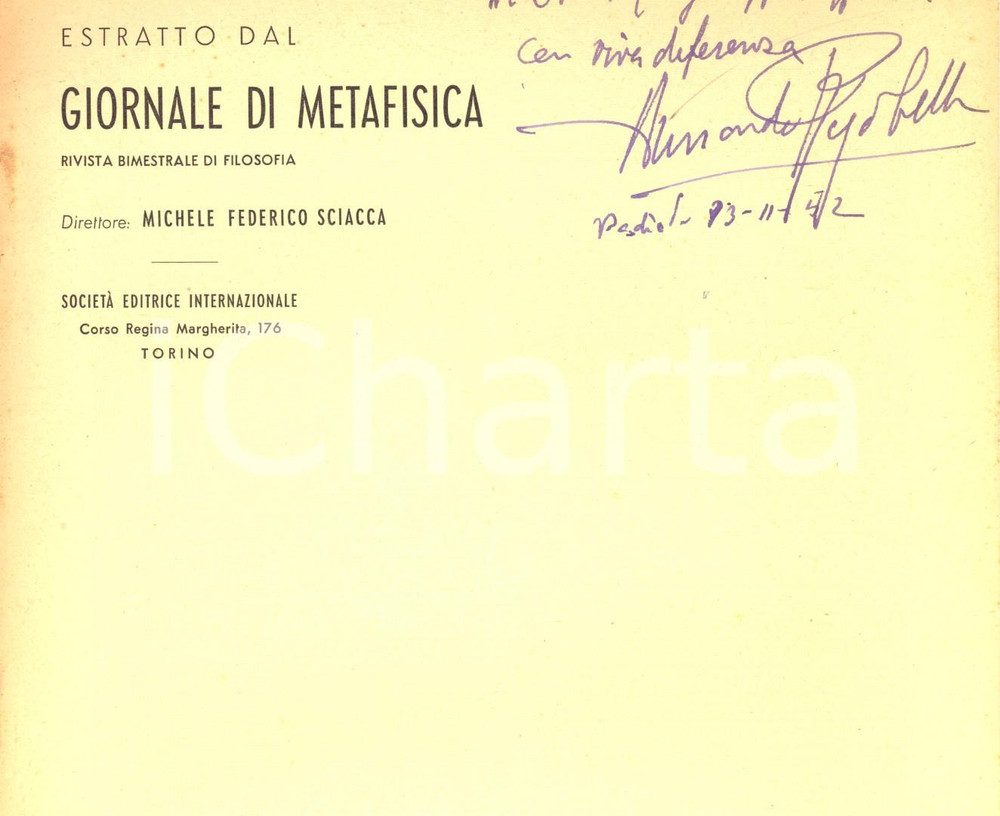 ESTRATTO DAL
GIORNALE DI METAFISICA
RIVISTA BIMESTRALE DI FILOSOFIA
Direttore: MICHELE FEDERICO SCIACCA
SOCIETÀ EDITRICE INTERNAZIONALE
Corso Regina Margherita, 176
TORINO
Con viva deferenza
iCharta